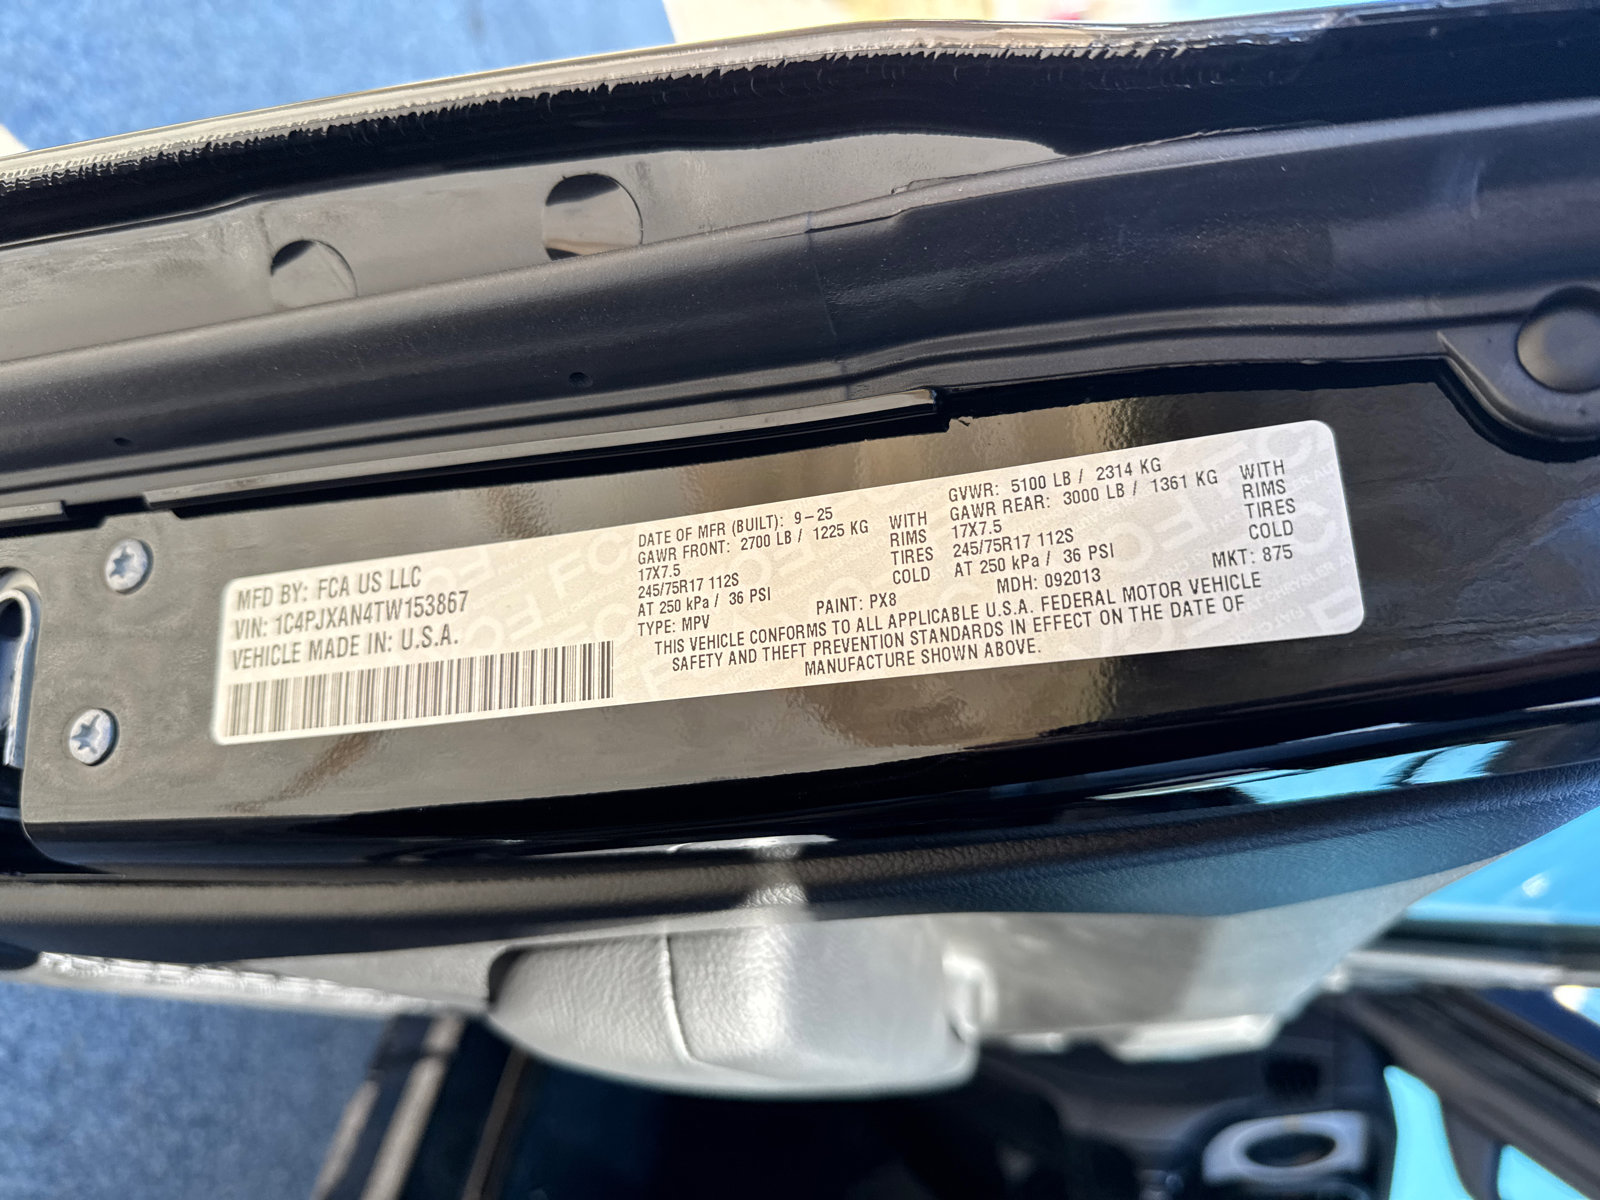 MFD BY: FCA US LLC
VIN: 1C4PJXAN4TW153867
VEHICLE MADE IN: U.S.A.
DATE OF MFR (BUILT): 9-25
GAWR FRONT: 2700 LB / 1225 KG WITH
17X7.5 RIMS
245/75R17 112S TIRES
AT 250 kPa / 36 PSI COLD
TYPE: MPV PAINT: PX8
GVWR: 5100 LB / 2314 KG
GAWR REAR: 3000 LB / 1361 KG WITH
17X7.5 RIMS
245/75R17 112S TIRES
AT 250 kPa / 36 PSI COLD
MDH: 092013 MKT: 875
THIS VEHICLE CONFORMS TO ALL APPLICABLE U.S.A. FEDERAL MOTOR VEHICLE
SAFETY AND THEFT PREVENTION STANDARDS IN EFFECT ON THE DATE OF
MANUFACTURE SHOWN ABOVE.